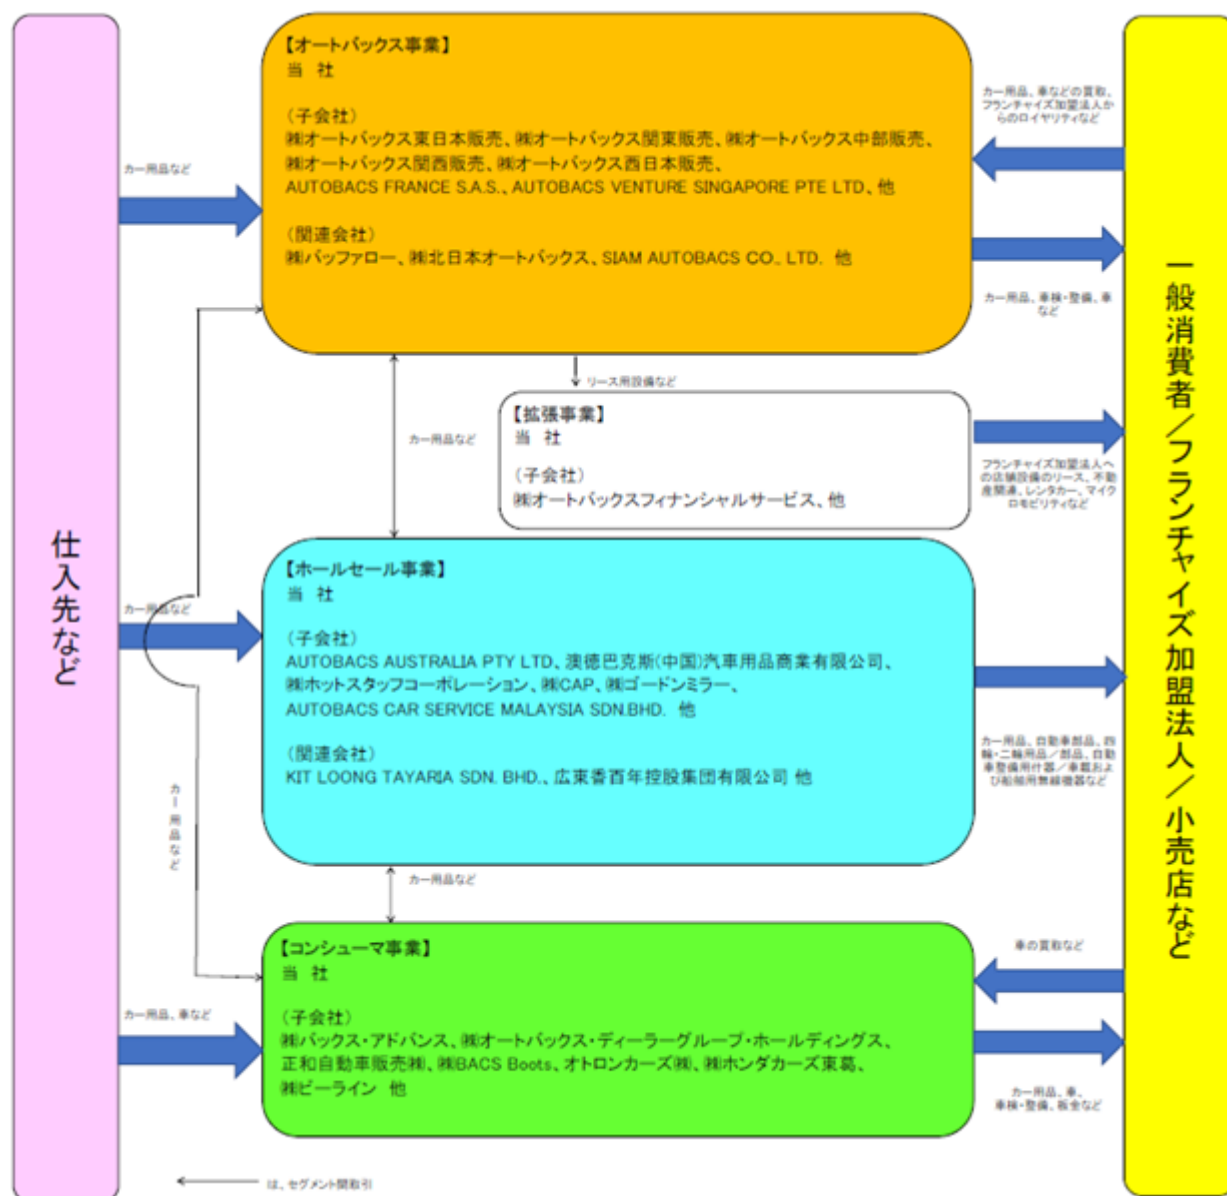 仕入先など
カー用品など
【オートバックス事業】
当　社
（子会社）
㈱オートバックス東日本販売、㈱オートバックス関東販売、㈱オートバックス中部販売、
㈱オートバックス関西販売、㈱オートバックス西日本販売、
AUTOBACS FRANCE S.A.S.、AUTOBACS VENTURE SINGAPORE PTE LTD、他
（関連会社）
㈱バッファロー、㈱北日本オートバックス、SIAM AUTOBACS CO., LTD. 他
カー用品、車などの買取、
フランチャイズ加盟法人か
らのロイヤリティなど
カー用品、車検・整備、車
など
リース用設備など
カー用品など
【拡張事業】
当　社
（子会社）
㈱オートバックスフィナンシャルサービス、他
フランチャイズ加盟法人へ
の店舗設備のリース、不動
産関連、レンタカー、マイク
ロモビリティなど
カー用品など
【ホールセール事業】
当　社
（子会社）
AUTOBACS AUSTRALIA PTY LTD、澳德巴克斯(中国)汽車用品商業有限公司、
㈱ホットスタッフコーポレーション、㈱CAP、㈱ゴードンミラー、
AUTOBACS CAR SERVICE MALAYSIA SDN.BHD. 他
（関連会社）
KIT LOONG TAYARIA SDN. BHD.、広東香百年控股集団有限公司 他
カー用品、自動車部品、四
輪・二輪用品／部品、自動
車整備用什器／車載およ
び船舶用無線機器など
カー用品など
カー用品など
【コンシューマ事業】
当　社
（子会社）
㈱バックス・アドバンス、㈱オートバックス・ディーラーグループ・ホールディングス、
正和自動車販売㈱、㈱BACS Boots、オトロンカーズ㈱、㈱ホンダカーズ東葛、
㈱ビーライン　他
カー用品、車など
車の買取など
カー用品、車、
車検・整備、板金など
一般消費者／フランチャイズ加盟法人／小売店など
は、セグメント間取引